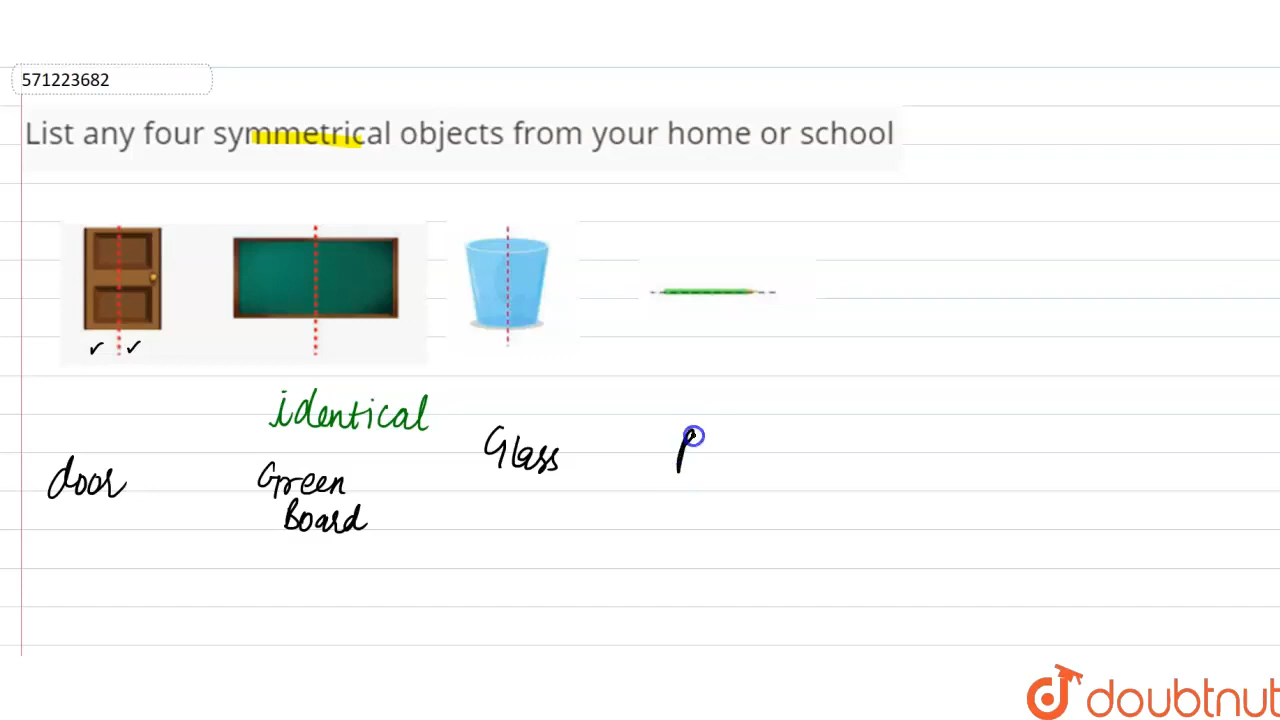 571223682
List any four symmetrical objects from your home or school
identical
Glass
door
Green
Board
P
doubtnut